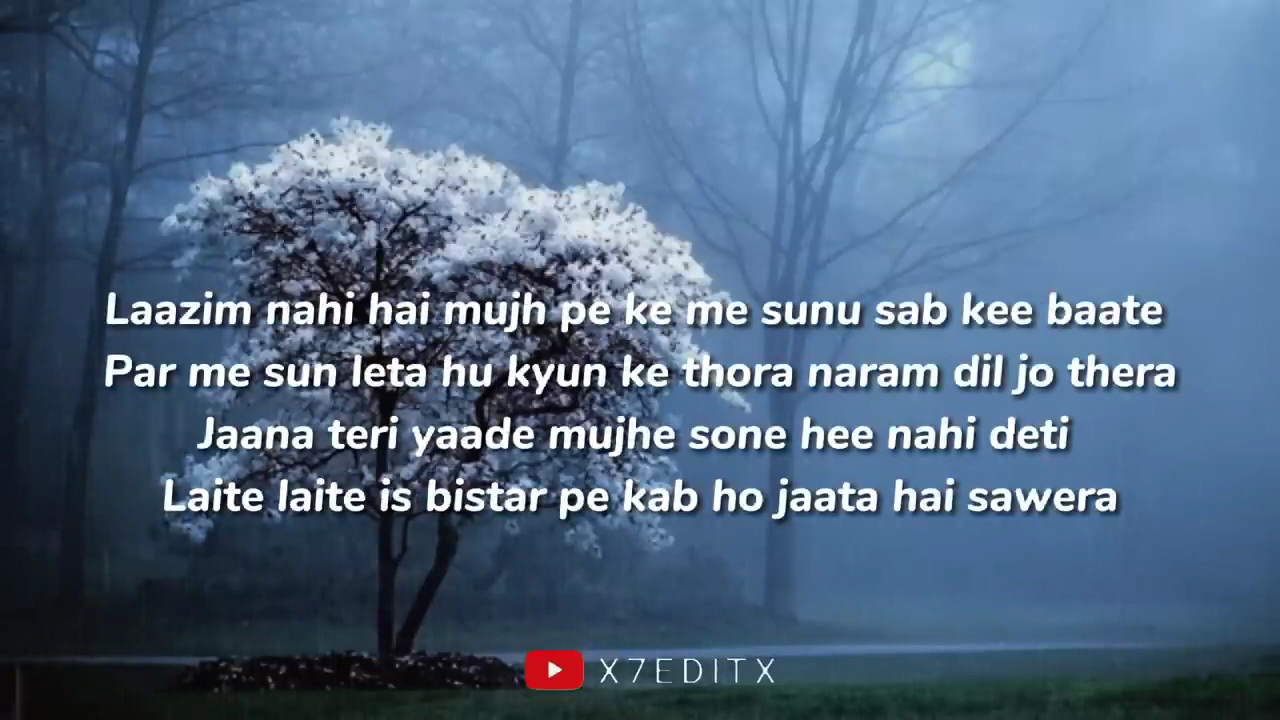 Laazim nahi hai mujh pe ke me sunu sab kee baate
Par me sun leta hu kyun ke thora naram dil jo thera
Jaana teri yaade mujhe sone hee nahi deti
Laite laite is bistar pe kab ho jaata hai sawera
X7EDITX